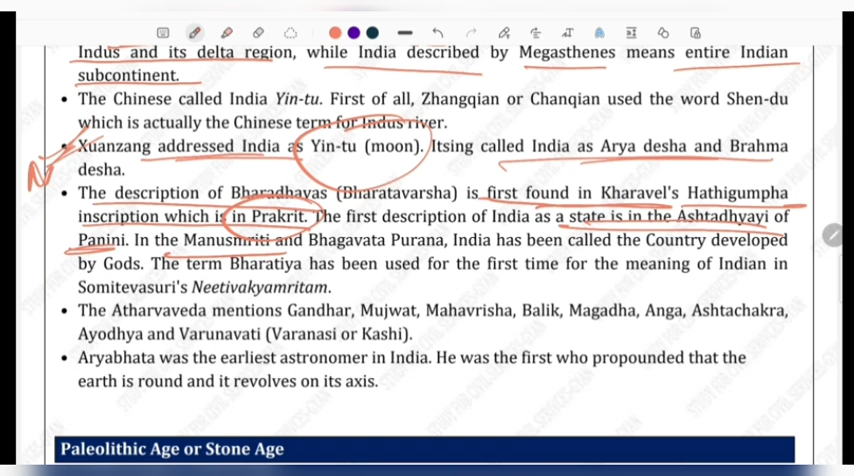 Indus and its delta region, while India described by Megasthenes means entire Indian
subcontinent.
• The Chinese called India Yin-tu. First of all, Zhangqian or Chanqian used the word Shen-du
which is actually the Chinese term for Indus river.
• Xuanzang addressed India as Yin-tu (moon). Itsing called India as Arya desha and Brahma
desha.
• The description of Bharadhavas (Bharatavarsha) is first found in Kharavel's Hathigumpha
inscription which is in Prakrit. The first description of India as a state is in the Ashtadhyayi of
Panini. In the Manusmriti and Bhagavata Purana, India has been called the Country developed
by Gods. The term Bharatiya has been used for the first time for the meaning of Indian in
Somitevasuri's Neetivakyamritam.
• The Atharvaveda mentions Gandhar, Mujwat, Mahavrisha, Balik, Magadha, Anga, Ashtachakra,
Ayodhya and Varunavati (Varanasi or Kashi).
• Aryabhata was the earliest astronomer in India. He was the first who propounded that the
earth is round and it revolves on its axis.
Paleolithic Age or Stone Age